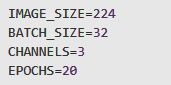 IMAGE_SIZE=224
BATCH_SIZE=32
CHANNELS=3
EPOCHS=20